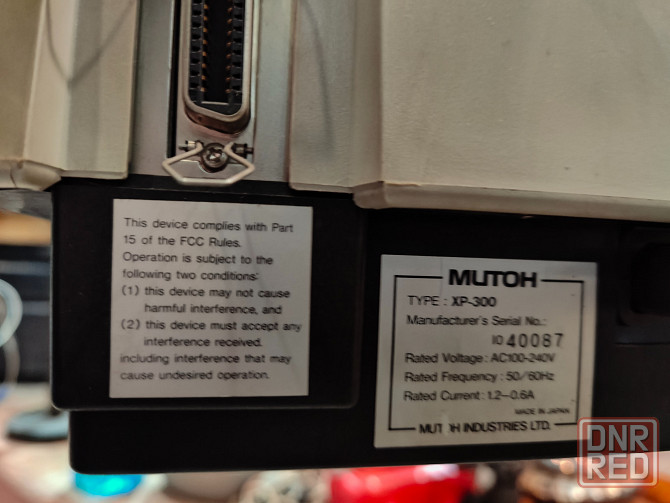 This device complies with Part
15 of the FCC Rules.
Operation is subject to the
following two conditions:
(1) this device may not cause
harmful interference, and
(2) this device must accept any
interference received.
including interference that may
cause undesired operation.
MUTOH
TYPE : XP-300
Manufacturer's Serial No.:
IO 40087
Rated Voltage : AC100-240V
Rated Frequency : 50/60Hz
Rated Current : 1.2-0.6A
MADE IN JAPAN
MUTOH INDUSTRIES LTD.
DNR
RED